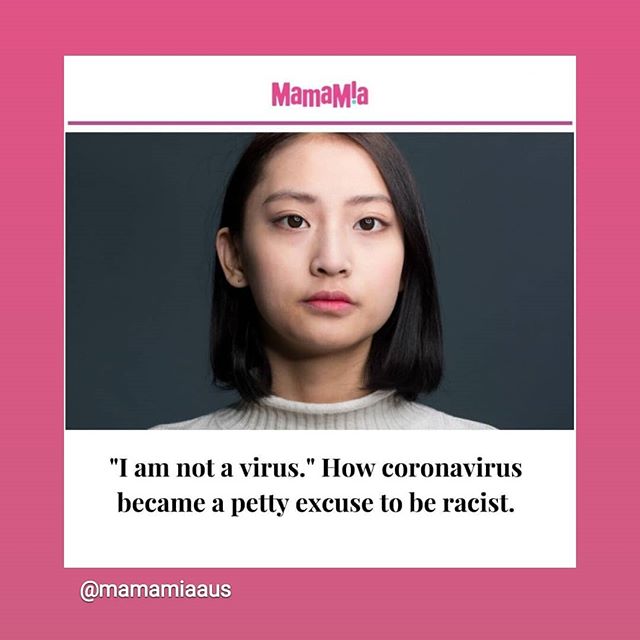 MamaMia
"I am not a virus." How coronavirus
became a petty excuse to be racist.
@mamamiaaus